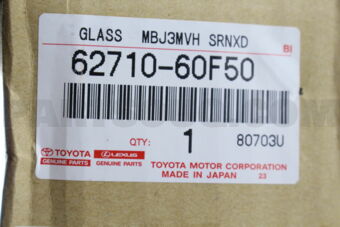 GLASS MBJ3MVH SRNXD
BI
62710-60F50
QTY: 1 80703U
TOYOTA GENUINE PARTS
LEXUS GENUINE PARTS
TOYOTA MOTOR CORPORATION
MADE IN JAPAN 23